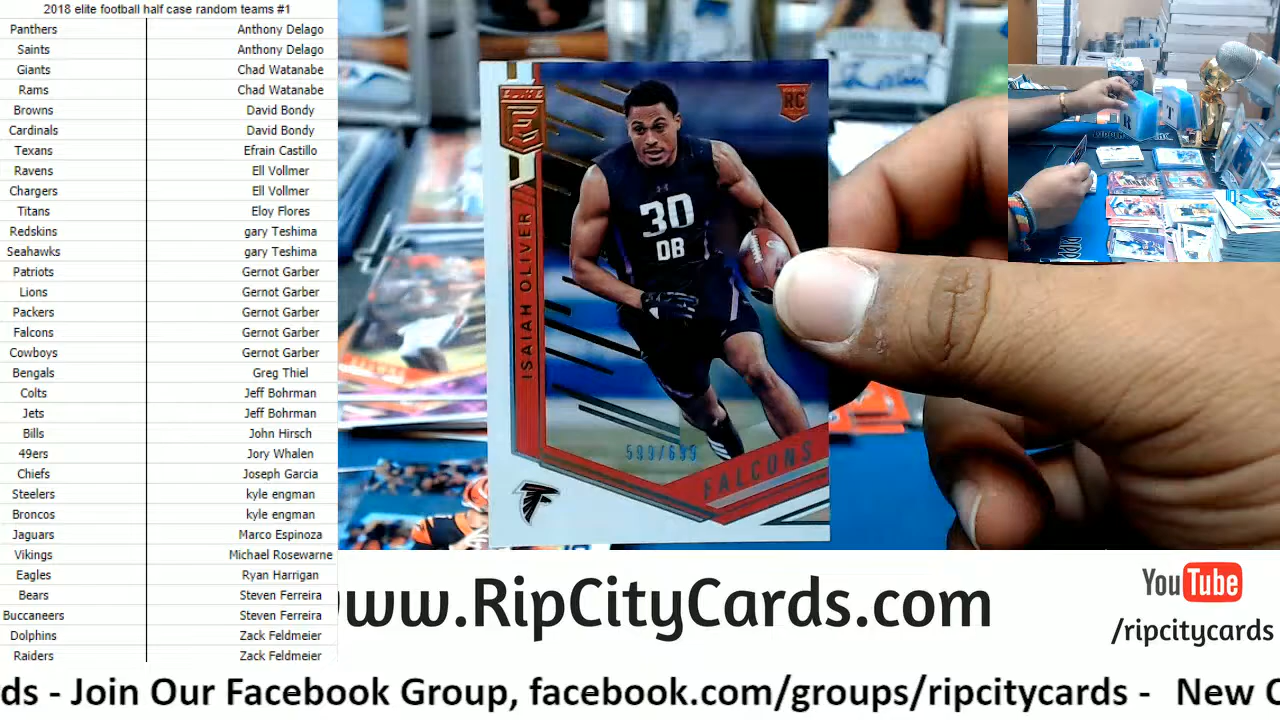 2018 elite football half case random teams #1
Panthers Anthony Delago
Saints Anthony Delago
Giants Chad Watanabe
Rams Chad Watanabe
Browns David Bondy
Cardinals David Bondy
Texans Efrain Castillo
Ravens Ell Vollmer
Chargers Ell Vollmer
Titans Eloy Flores
Redskins gary Teshima
Seahawks gary Teshima
Patriots Gernot Garber
Lions Gernot Garber
Packers Gernot Garber
Falcons Gernot Garber
Cowboys Gernot Garber
Bengals Greg Thiel
Colts Jeff Bohrman
Jets Jeff Bohrman
Bills John Hirsch
49ers Jory Whalen
Chiefs Joseph Garcia
Steelers kyle engman
Broncos kyle engman
Jaguars Marco Espinoza
Vikings Michael Rosewarne
Eagles Ryan Harrigan
Bears Steven Ferreira
Buccaneers Steven Ferreira
Dolphins Zack Feldmeier
Raiders Zack Feldmeier
E
RC
ISAIAH OLIVER
30
DB
599/699
FALCONS
R
T
www.RipCityCards.com
YouTube
/ripcitycards
ds - Join Our Facebook Group, facebook.com/groups/ripcitycards - New C